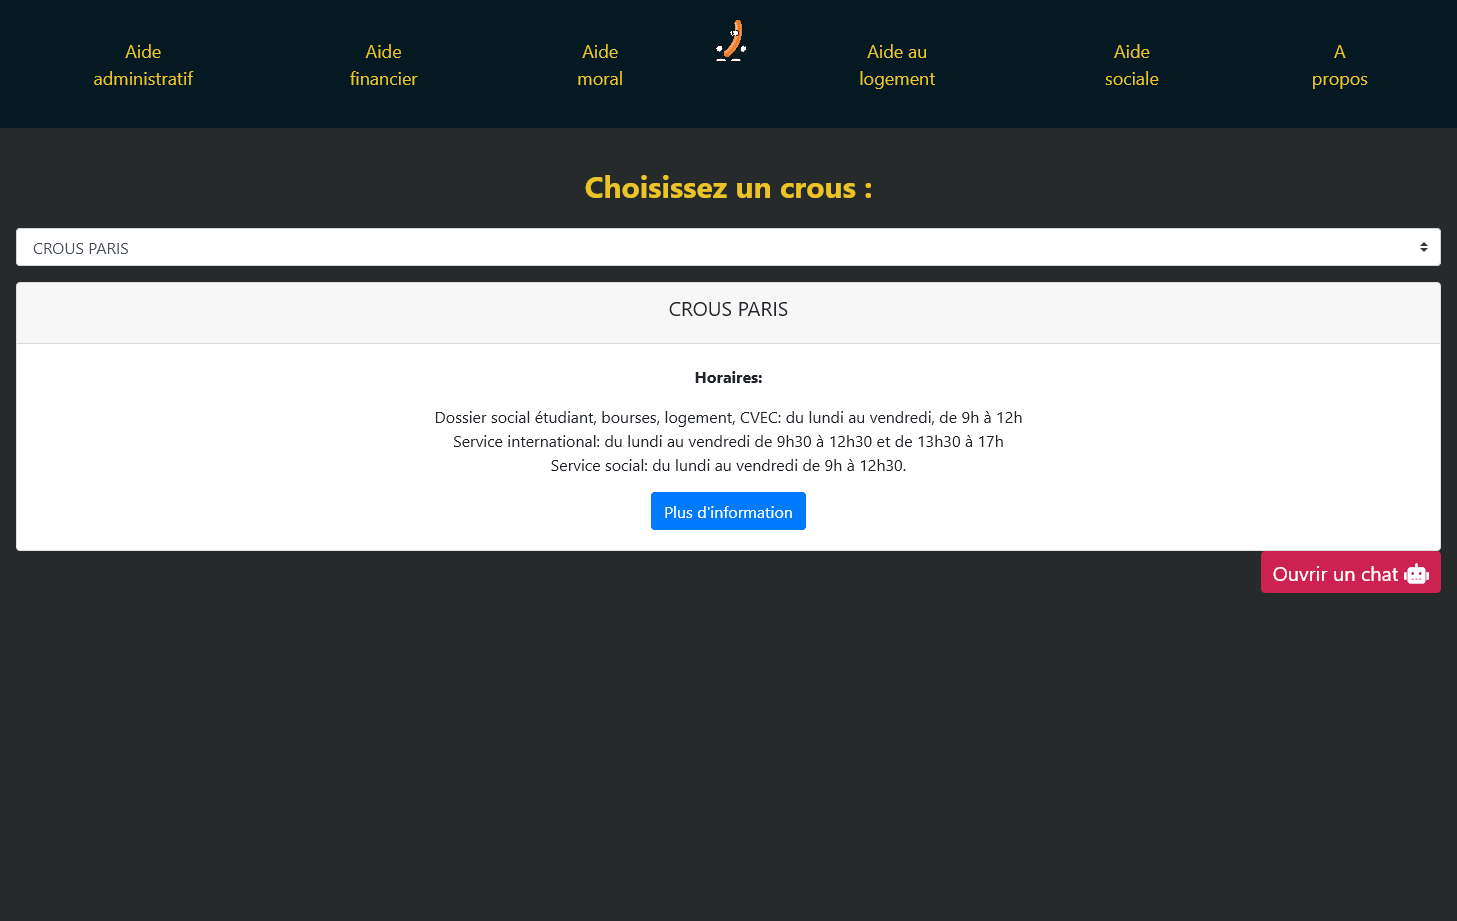 Aide
administratif
Aide
financier
Aide
moral
Aide au
logement
Aide
sociale
A
propos
Choisissez un crous :
CROUS PARIS
CROUS PARIS
Horaires:
Dossier social étudiant, bourses, logement, CVEC: du lundi au vendredi, de 9h à 12h
Service international: du lundi au vendredi de 9h30 à 12h30 et de 13h30 à 17h
Service social: du lundi au vendredi de 9h à 12h30.
Plus d'information
Ouvrir un chat